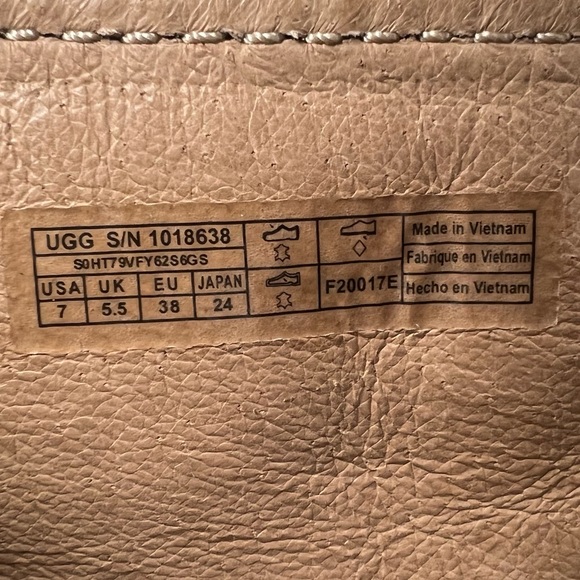 UGG S/N 1018638
S0HT79VFY62S6GS
USA UK EU JAPAN
7 5.5 38 24
F20017E
Made in Vietnam
Fabrique en Vietnam
Hecho en Vietnam